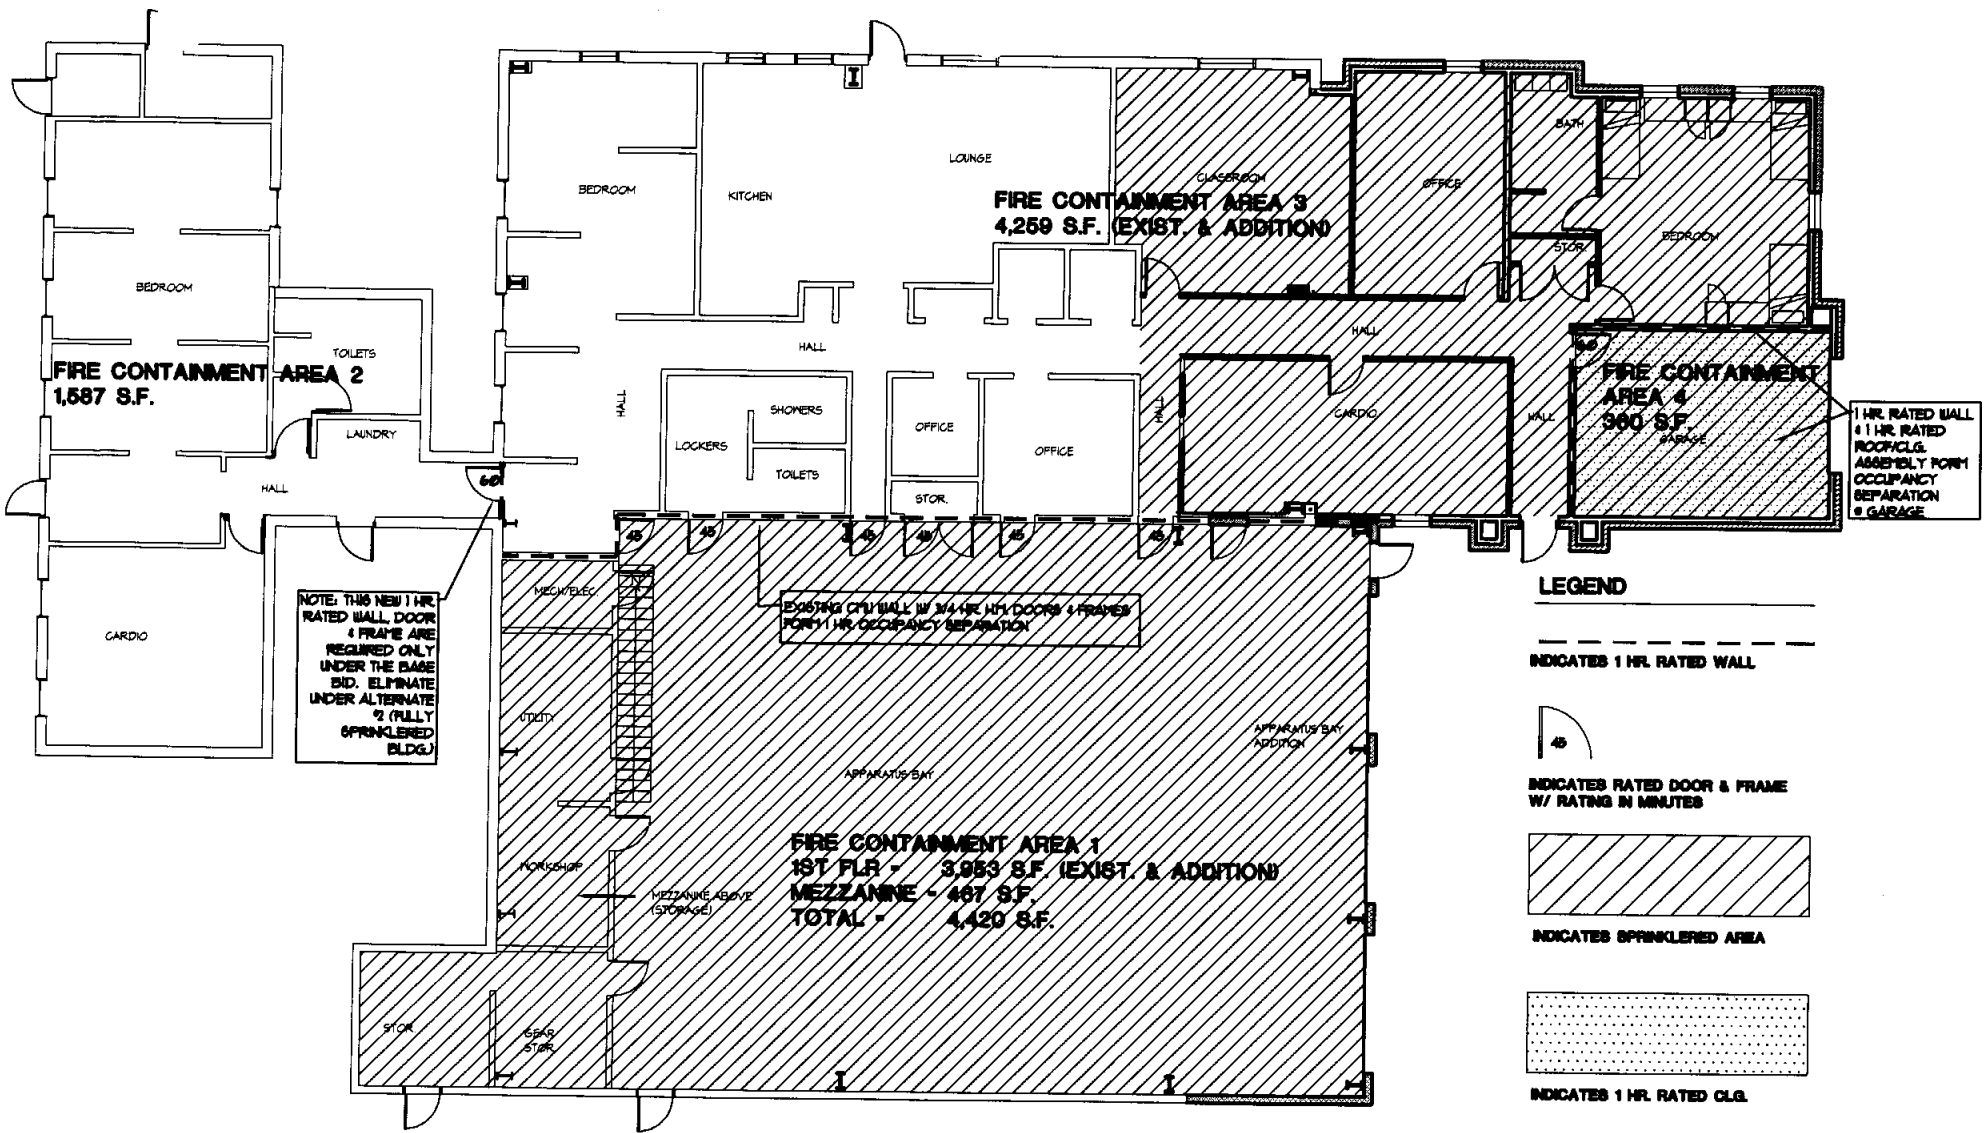 BATH
LOUNGE
CLASSROOM
OFFICE
BEDROOM
KITCHEN
FIRE CONTAINMENT AREA 3
4,259 S.F. (EXIST. & ADDITION)
BEDROOM
STOR.
BEDROOM
HALL
HALL
TOILETS
FIRE CONTAINMENT AREA 2
1,587 S.F.
60
FIRE CONTAINMENT
AREA 4
360 S.F.
GARAGE
HALL
SHOWERS
HALL
CARDIO
HALL
1 HR. RATED WALL
& 1 HR. RATED
ROOF/CLG.
ASSEMBLY FORM
OCCUPANCY
SEPARATION
@ GARAGE
LAUNDRY
LOCKERS
OFFICE
OFFICE
TOILETS
HALL
60
STOR.
45
45
45
45
45
45
LEGEND
INDICATES 1 HR. RATED WALL
45
INDICATES RATED DOOR & FRAME
W/ RATING IN MINUTES
INDICATES SPRINKLERED AREA
INDICATES 1 HR. RATED CLG.
MECH/ELEC.
EXISTING CMU WALL W/ 3/4 HR. H.M. DOORS & FRAMES
FORM 1 HR. OCCUPANCY SEPARATION
NOTE: THIS NEW 1 HR.
RATED WALL, DOOR
& FRAME ARE
REQUIRED ONLY
UNDER THE BASE
BID. ELIMINATE
UNDER ALTERNATE
#2 (FULLY
SPRINKLERED
BLDG.)
CARDIO
UTILITY
APPARATUS BAY
ADDITION
APPARATUS BAY
FIRE CONTAINMENT AREA 1
1ST FLR = 3,953 S.F. (EXIST. & ADDITION)
MEZZANINE = 467 S.F.
TOTAL = 4,420 S.F.
WORKSHOP
MEZZANINE ABOVE
(STORAGE)
STOR.
GEAR
STOR.